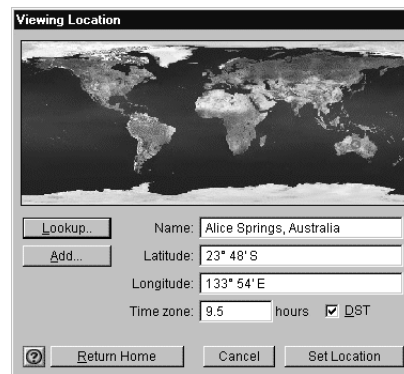 Viewing Location
Lookup.. Name: Alice Springs, Australia
Add... Latitude: 23° 48' S
Longitude: 133° 54' E
Time zone: 9.5 hours DST
? Return Home Cancel Set Location